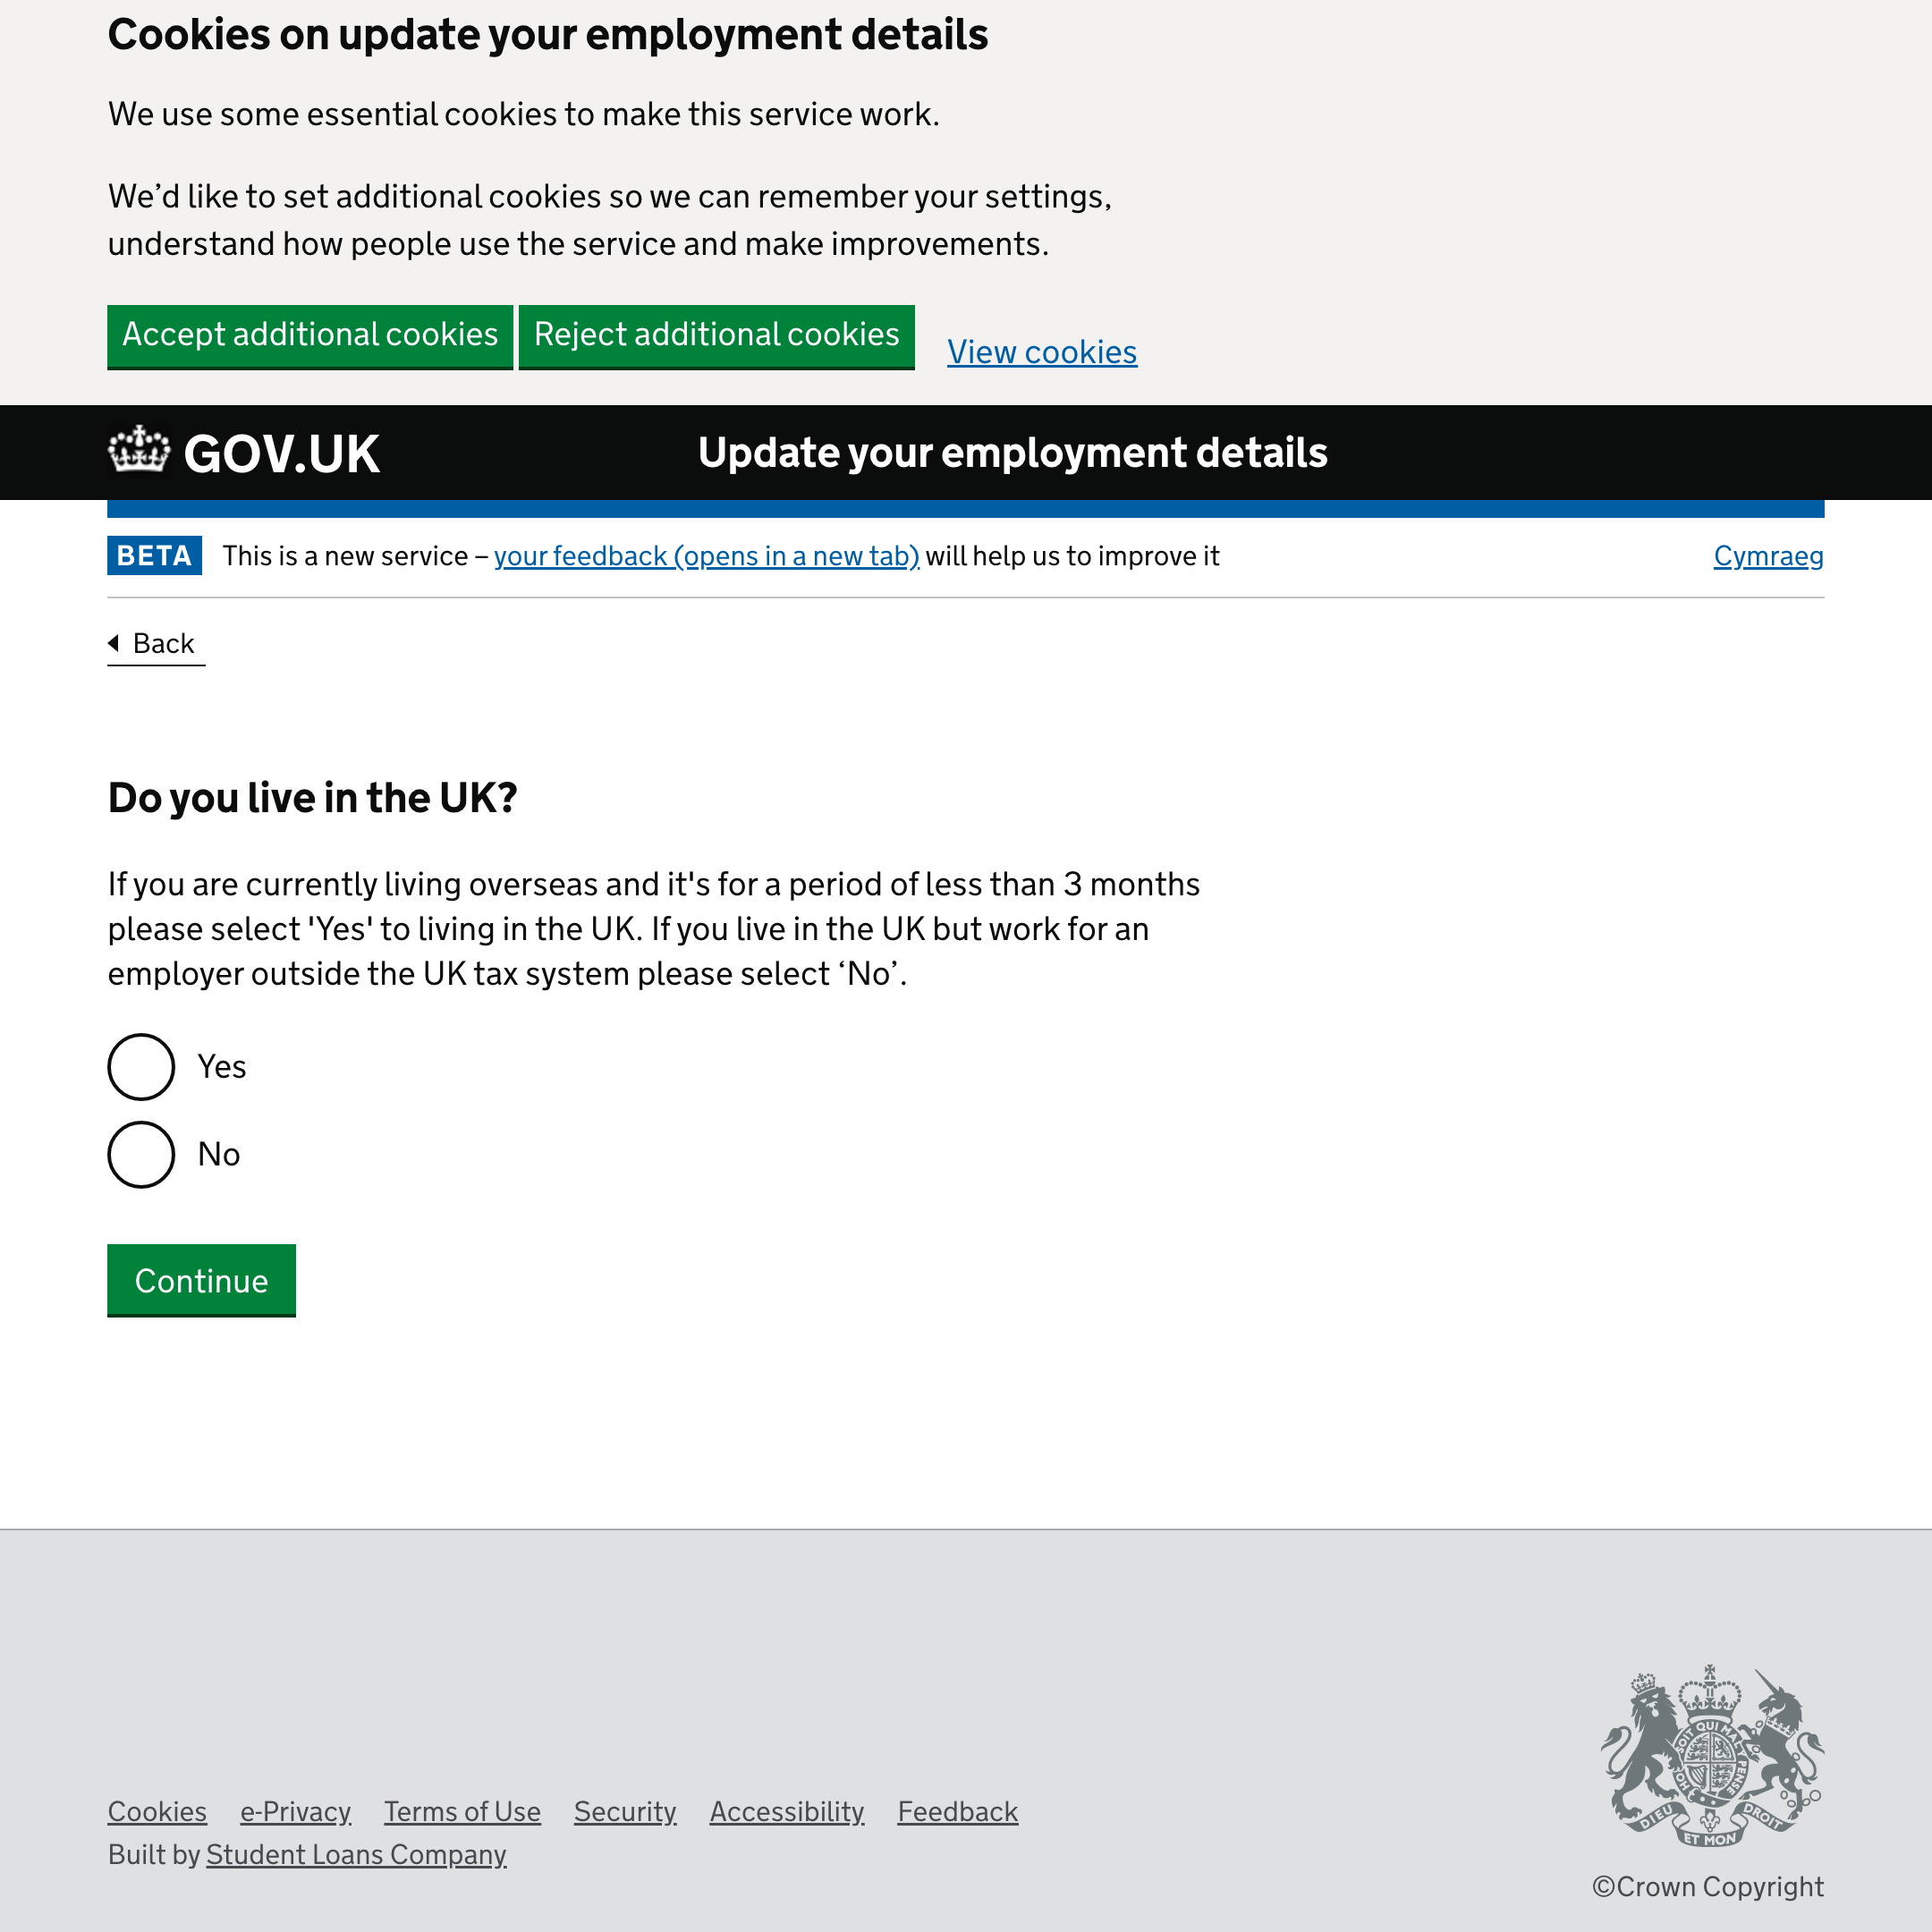 Cookies on update your employment details
We use some essential cookies to make this service work.
We’d like to set additional cookies so we can remember your settings,
understand how people use the service and make improvements.
Accept additional cookies Reject additional cookies View cookies
GOV.UK Update your employment details
BETA This is a new service – your feedback (opens in a new tab) will help us to improve it Cymraeg
Back
Do you live in the UK?
If you are currently living overseas and it's for a period of less than 3 months
please select 'Yes' to living in the UK. If you live in the UK but work for an
employer outside the UK tax system please select ‘No’.
Yes
No
Continue
DIEU ET MON DROIT
Cookies e-Privacy Terms of Use Security Accessibility Feedback
Built by Student Loans Company
©Crown Copyright